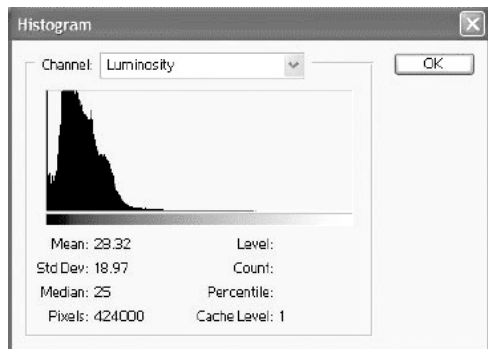 Histogram
Channel: Luminosity
OK
Mean: 28.32 Level:
Std Dev: 18.97 Count:
Median: 25 Percentile:
Pixels: 424000 Cache Level: 1